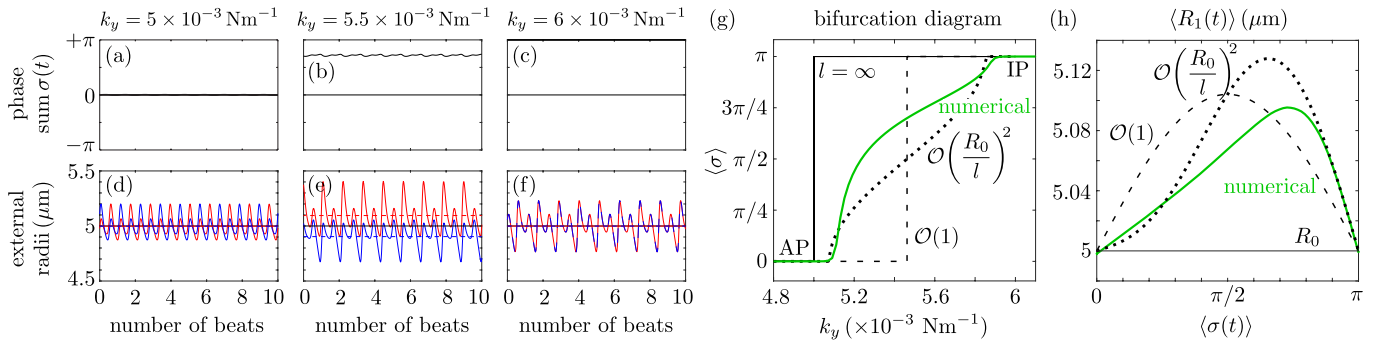 k_y = 5 × 10⁻³ Nm⁻¹
k_y = 5.5 × 10⁻³ Nm⁻¹
k_y = 6 × 10⁻³ Nm⁻¹
phase
sum σ(t)
+π
0
−π
(a)
(b)
(c)
external
radii (μm)
5.5
5
4.5
(d)
(e)
(f)
0 2 4 6 8 10
0 2 4 6 8 10
0 2 4 6 8 10
number of beats
number of beats
number of beats
(g)
bifurcation diagram
⟨σ⟩
π
3π/4
π/2
π/4
0
l = ∞
IP
numerical
𝒪(R₀/l)²
𝒪(1)
AP
4.8 5.2 5.6 6
k_y (×10⁻³ Nm⁻¹)
(h)
⟨R₁(t)⟩ (μm)
5.12
5.08
5.04
5
𝒪(R₀/l)²
𝒪(1)
numerical
R₀
0 π/2 π
⟨σ(t)⟩